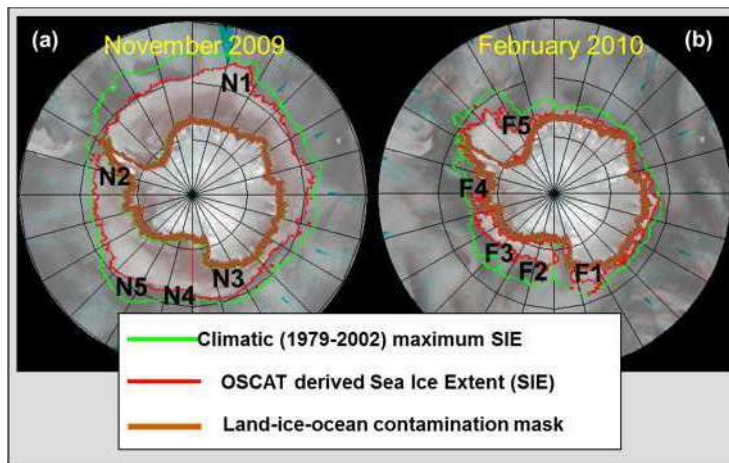 (a) November 2009
February 2010 (b)
N1
N2
N3
N4
N5
F5
F4
F3
F2
F1
Climatic (1979-2002) maximum SIE
OSCAT derived Sea Ice Extent (SIE)
Land-ice-ocean contamination mask